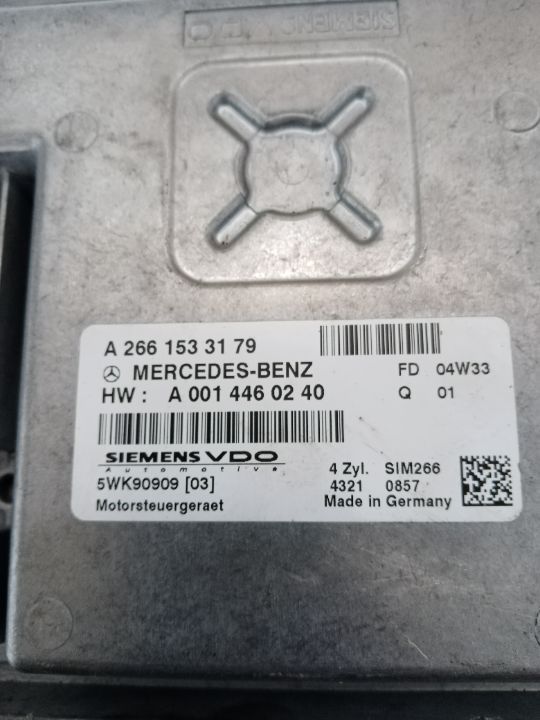 SIEMENS
A 266 153 31 79
MERCEDES-BENZ FD 04W33
HW : A 001 446 02 40 Q 01
SIEMENS VDO
Automotive 4 Zyl. SIM266
5WK90909 [03] 4321 0857
Motorsteuergeraet Made in Germany